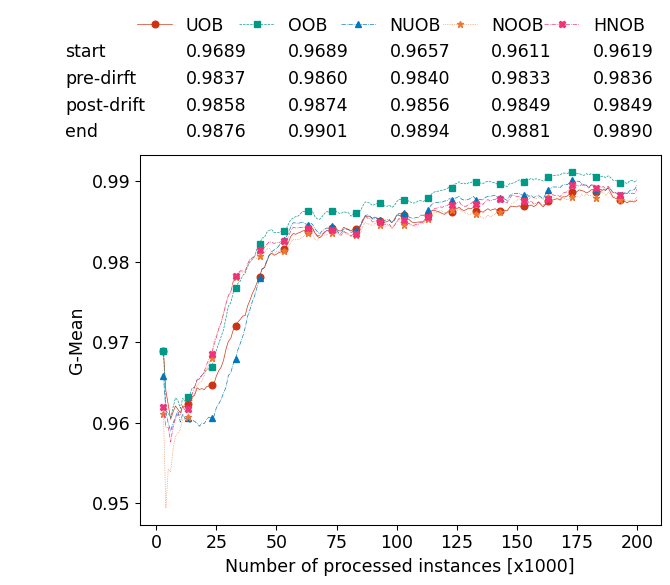 UOB OOB NUOB NOOB HNOB
start 0.9689 0.9689 0.9657 0.9611 0.9619
pre-dirft 0.9837 0.9860 0.9840 0.9833 0.9836
post-drift 0.9858 0.9874 0.9856 0.9849 0.9849
end 0.9876 0.9901 0.9894 0.9881 0.9890
0.99
0.98
0.97
0.96
0.95
G-Mean
0 25 50 75 100 125 150 175 200
Number of processed instances [x1000]